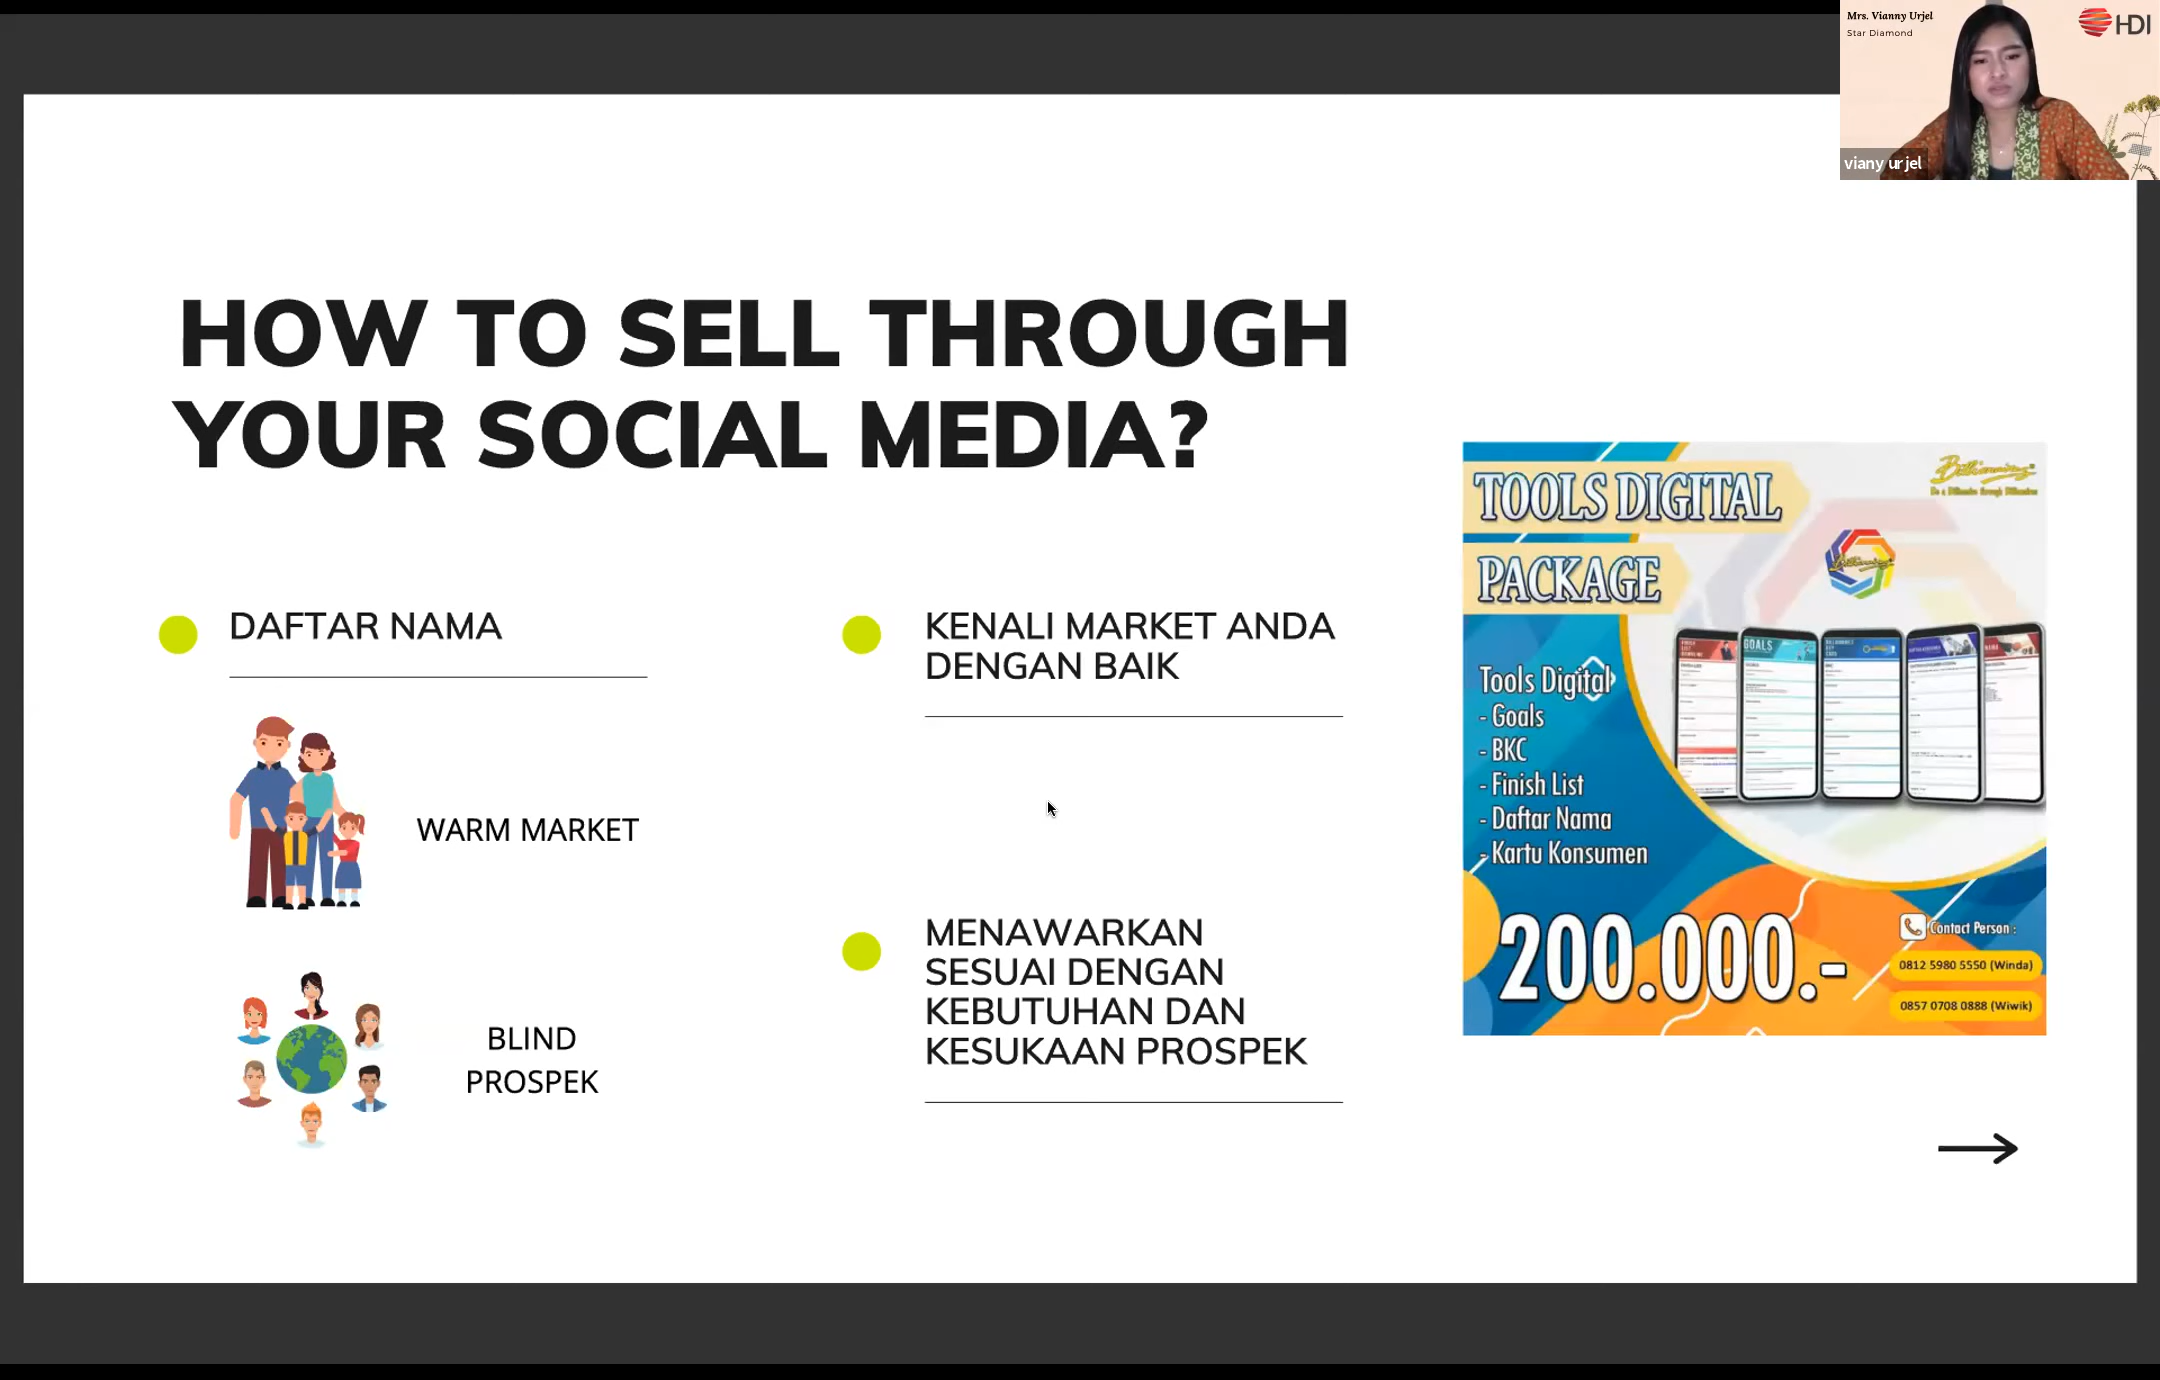 Mrs. Vianny Urjel
Star Diamond
HDI
viany urjel
HOW TO SELL THROUGH
YOUR SOCIAL MEDIA?
DAFTAR NAMA
WARM MARKET
BLIND
PROSPEK
KENALI MARKET ANDA
DENGAN BAIK
MENAWARKAN
SESUAI DENGAN
KEBUTUHAN DAN
KESUKAAN PROSPEK
TOOLS DIGITAL
PACKAGE
Tools Digital
- Goals
- BKC
- Finish List
- Daftar Nama
- Kartu Konsumen
GOALS
200.000.-
Contact Person :
0812 5980 5550 (Winda)
0857 0708 0888 (Wiwik)